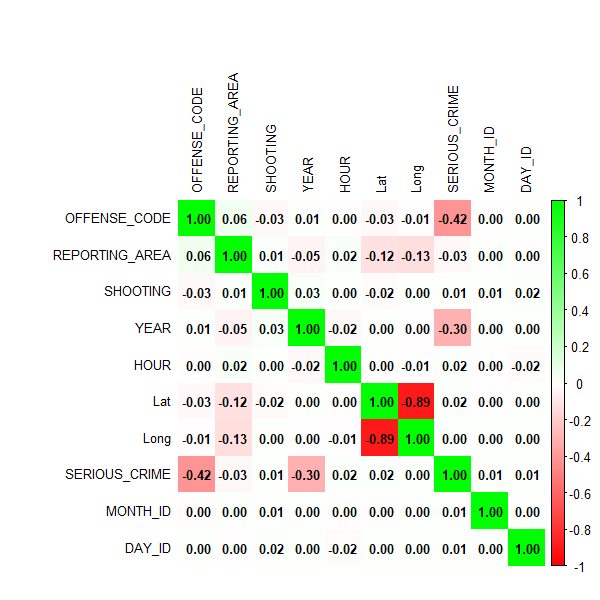 OFFENSE_CODE REPORTING_AREA SHOOTING YEAR HOUR Lat Long SERIOUS_CRIME MONTH_ID DAY_ID
OFFENSE_CODE 1.00 0.06 -0.03 0.01 0.00 -0.03 -0.01 -0.42 0.00 0.00
REPORTING_AREA 0.06 1.00 0.01 -0.05 0.02 -0.12 -0.13 -0.03 0.00 0.00
SHOOTING -0.03 0.01 1.00 0.03 0.00 -0.02 0.00 0.01 0.01 0.02
YEAR 0.01 -0.05 0.03 1.00 -0.02 0.00 0.00 -0.30 0.00 0.00
HOUR 0.00 0.02 0.00 -0.02 1.00 0.00 -0.01 0.02 0.00 -0.02
Lat -0.03 -0.12 -0.02 0.00 0.00 1.00 -0.89 0.02 0.00 0.00
Long -0.01 -0.13 0.00 0.00 -0.01 -0.89 1.00 0.00 0.00 0.00
SERIOUS_CRIME -0.42 -0.03 0.01 -0.30 0.02 0.02 0.00 1.00 0.01 0.01
MONTH_ID 0.00 0.00 0.01 0.00 0.00 0.00 0.00 0.01 1.00 0.00
DAY_ID 0.00 0.00 0.02 0.00 -0.02 0.00 0.00 0.01 0.00 1.00
1
0.8
0.6
0.4
0.2
0
-0.2
-0.4
-0.6
-0.8
-1